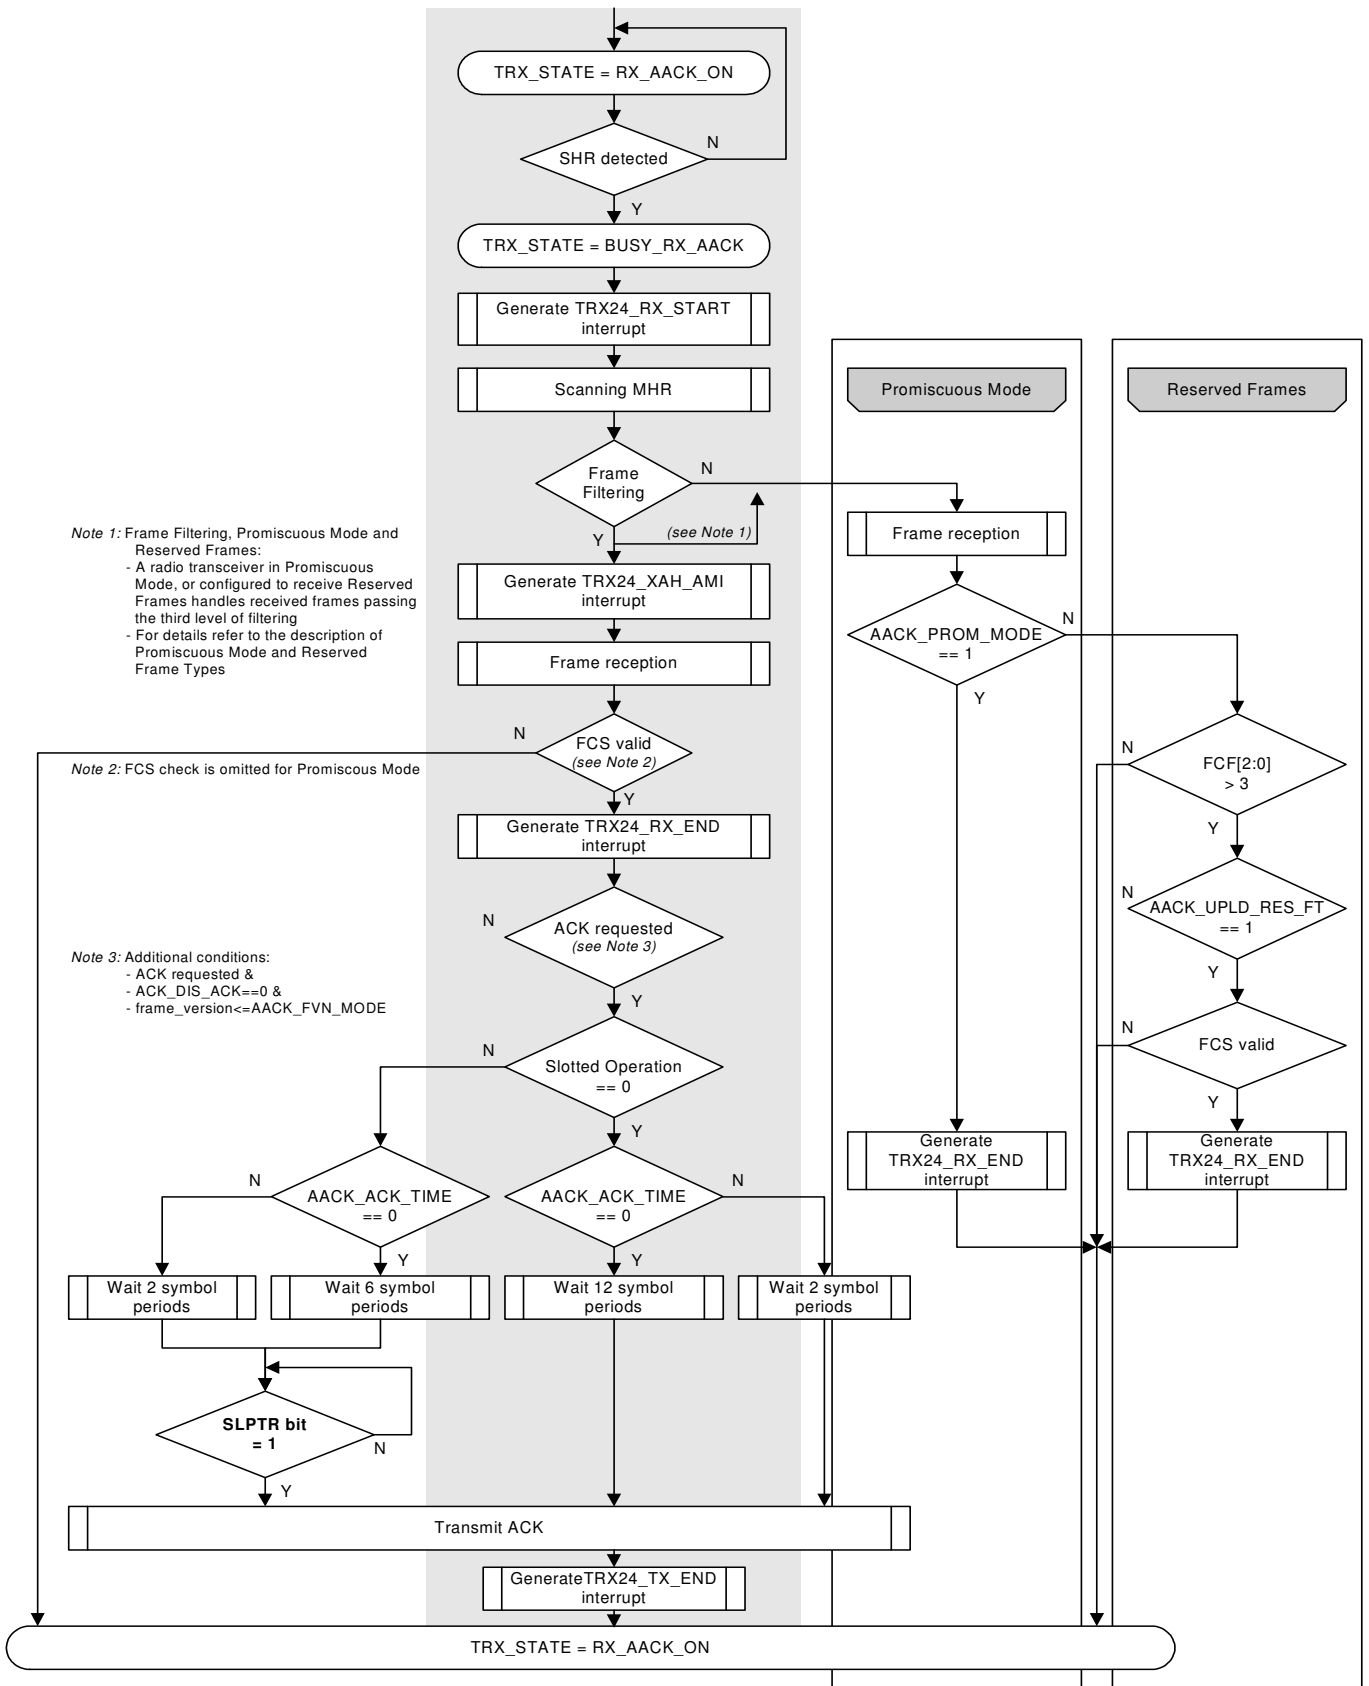 TRX_STATE = RX_AACK_ON
SHR detected
N
Y
TRX_STATE = BUSY_RX_AACK
Generate TRX24_RX_START
interrupt
Scanning MHR
Promiscuous Mode
Reserved Frames
Frame
Filtering
N
Y
(see Note 1)
Note 1: Frame Filtering, Promiscuous Mode and
Reserved Frames:
- A radio transceiver in Promiscuous
Mode, or configured to receive Reserved
Frames handles received frames passing
the third level of filtering
- For details refer to the description of
Promiscuous Mode and Reserved
Frame Types
Frame reception
Generate TRX24_XAH_AMI
interrupt
AACK_PROM_MODE
== 1
N
Y
Frame reception
FCS valid
(see Note 2)
N
Y
Note 2: FCS check is omitted for Promiscous Mode
FCF[2:0]
> 3
N
Y
Generate TRX24_RX_END
interrupt
AACK_UPLD_RES_FT
== 1
N
Y
ACK requested
(see Note 3)
N
Y
Note 3: Additional conditions:
- ACK requested &
- ACK_DIS_ACK==0 &
- frame_version<=AACK_FVN_MODE
FCS valid
N
Y
Slotted Operation
== 0
N
Y
Generate
TRX24_RX_END
interrupt
Generate
TRX24_RX_END
interrupt
AACK_ACK_TIME
== 0
N
Y
AACK_ACK_TIME
== 0
N
Y
Wait 2 symbol
periods
Wait 6 symbol
periods
Wait 12 symbol
periods
Wait 2 symbol
periods
SLPTR bit
= 1
N
Y
Transmit ACK
GenerateTRX24_TX_END
interrupt
TRX_STATE = RX_AACK_ON